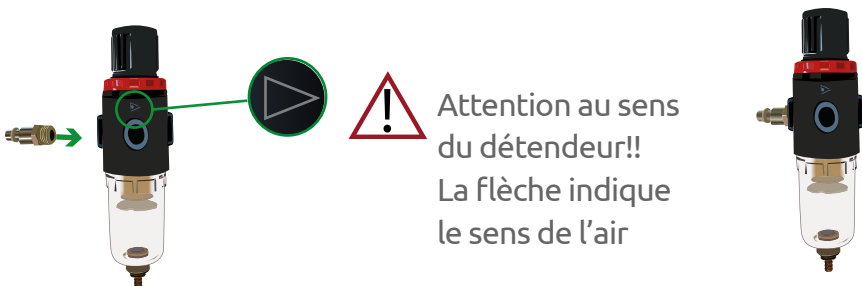 Attention au sens
du détendeur!!
La flèche indique
le sens de l’air